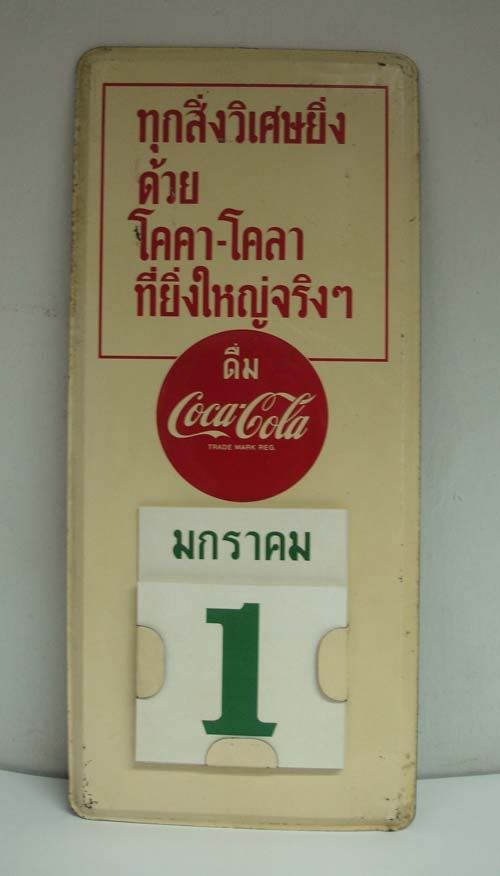 ทุกสิ่งวิเศษยิ่ง
ด้วย
โคคา-โคลา
ที่ยิ่งใหญ่จริงๆ
ดื่ม
Coca-Cola
TRADE MARK REG.
มกราคม
1